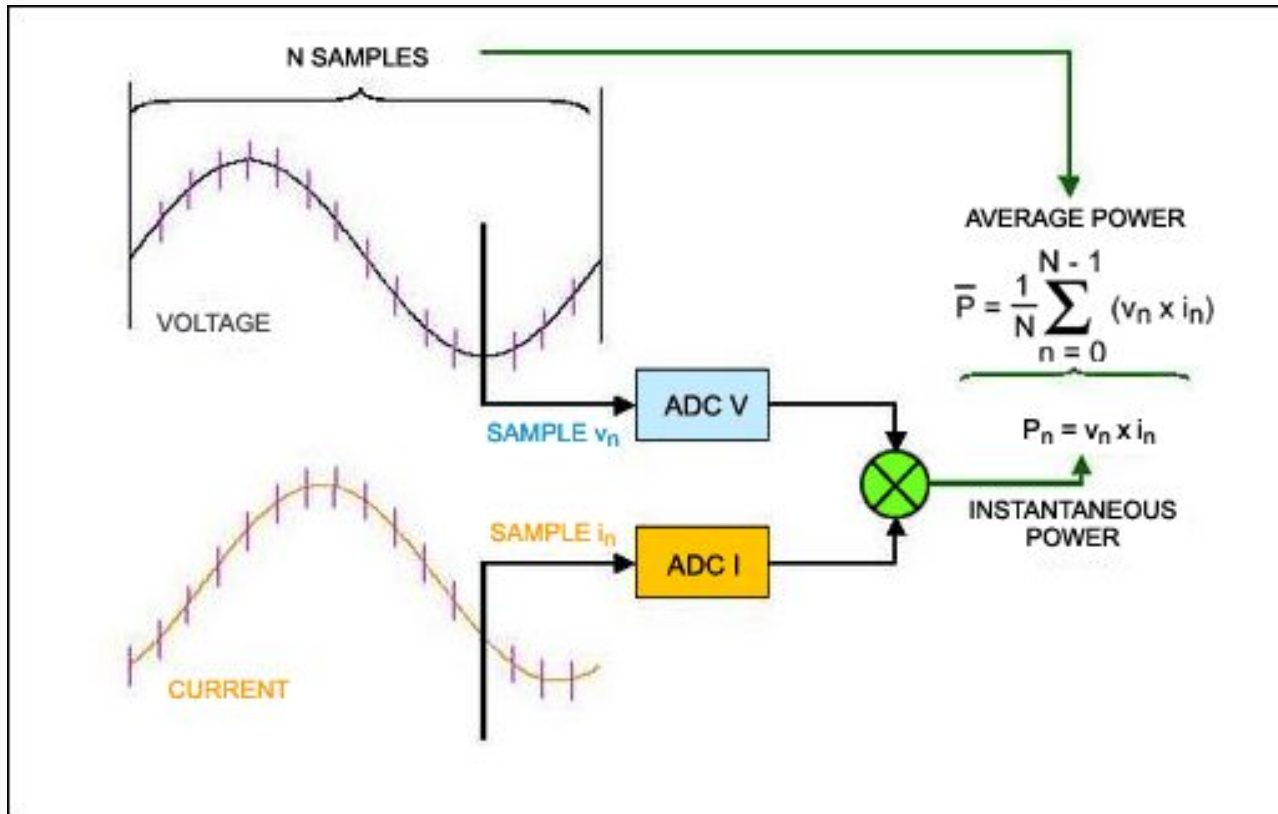 N SAMPLES
VOLTAGE
AVERAGE POWER
P̅ = 1/N ∑ (vₙ x iₙ)
N - 1
n = 0
ADC V
SAMPLE vₙ
Pₙ = vₙ x iₙ
INSTANTANEOUS
POWER
SAMPLE iₙ
ADC I
CURRENT